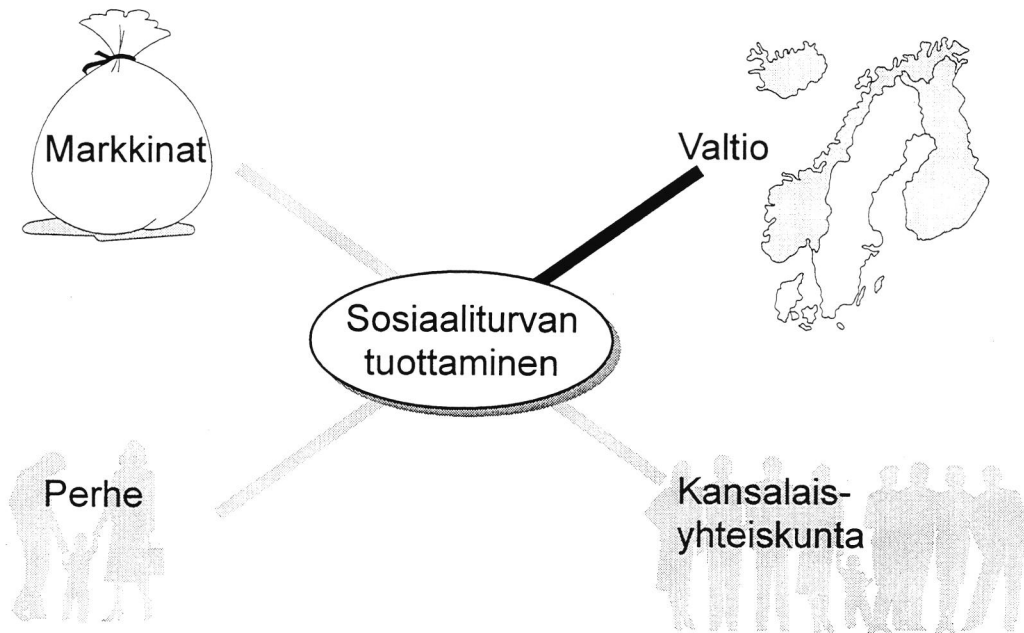 Markkinat
Valtio
Sosiaaliturvan
tuottaminen
Perhe
Kansalais-
yhteiskunta